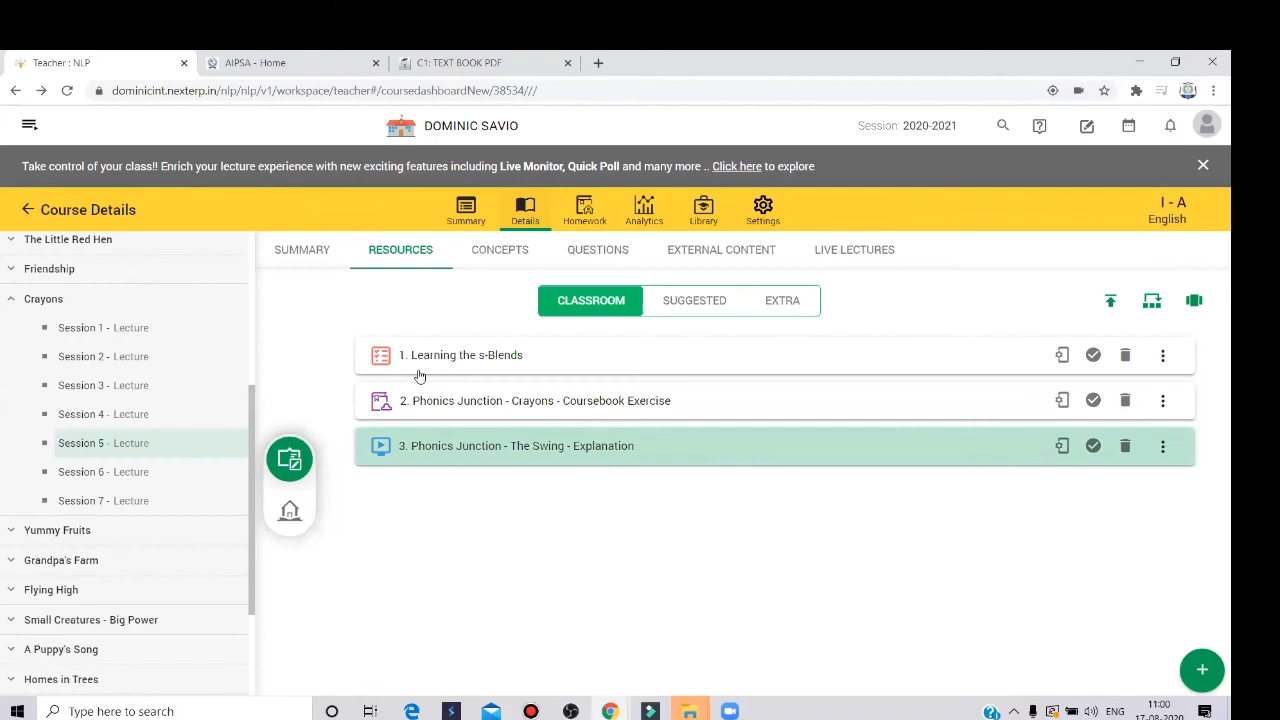 Teacher : NLP
AIPSA - Home
C1: TEXT BOOK PDF
dominicint.nexterp.in/nlp/nlp/v1/workspace/teacher#/coursedashboardNew/38534///
DOMINIC SAVIO
Session: 2020-2021
Take control of your class!! Enrich your lecture experience with new exciting features including Live Monitor, Quick Poll and many more .. Click here to explore
Course Details
Summary
Details
Homework
Analytics
Library
Settings
I - A
English
The Little Red Hen
Friendship
Crayons
Session 1 - Lecture
Session 2 - Lecture
Session 3 - Lecture
Session 4 - Lecture
Session 5 - Lecture
Session 6 - Lecture
Session 7 - Lecture
Yummy Fruits
Grandpa's Farm
Flying High
Small Creatures - Big Power
A Puppy's Song
Homes in Trees
SUMMARY
RESOURCES
CONCEPTS
QUESTIONS
EXTERNAL CONTENT
LIVE LECTURES
CLASSROOM
SUGGESTED
EXTRA
1. Learning the s-Blends
2. Phonics Junction - Crayons - Coursebook Exercise
3. Phonics Junction - The Swing - Explanation
Type here to search
ENG
11:00
17-08-2020